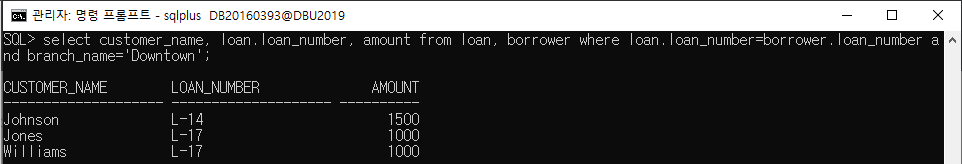 관리자: 명령 프롬프트 - sqlplus DB20160393@DBU2019
SQL> select customer_name, loan.loan_number, amount from loan, borrower where loan.loan_number=borrower.loan_number a
nd branch_name='Downtown';
CUSTOMER_NAME LOAN_NUMBER AMOUNT
-------------------- -------------------- ----------
Johnson L-14 1500
Jones L-17 1000
Williams L-17 1000